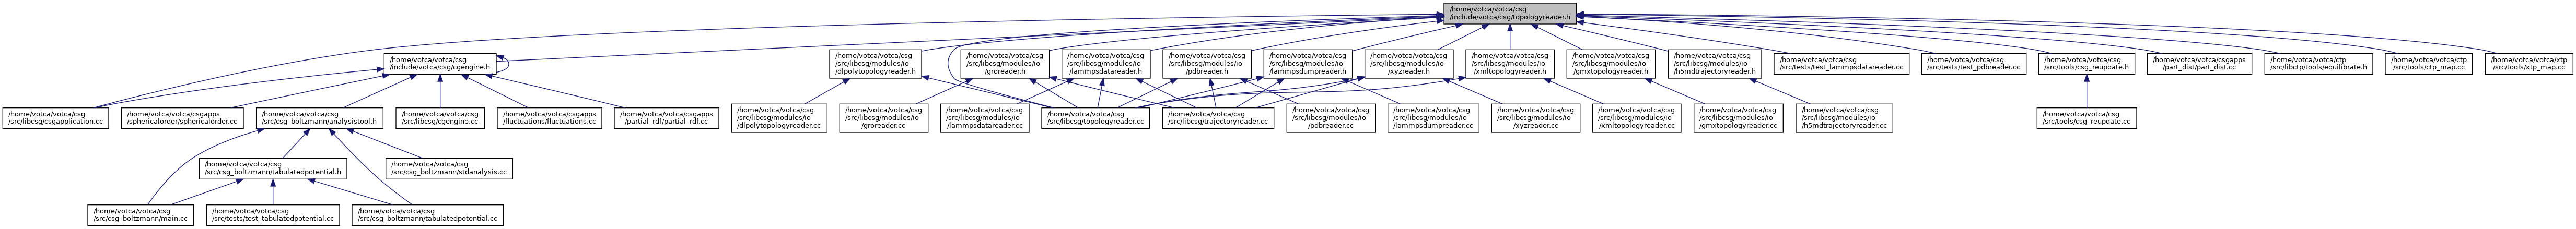 /home/votca/votca/csg
/include/votca/csg/topologyreader.h
/home/votca/votca/csg
/include/votca/csg/cgengine.h
/home/votca/votca/csg
/src/libcsg/modules/io
/dlpolytopologyreader.h
/home/votca/votca/csg
/src/libcsg/modules/io
/groreader.h
/home/votca/votca/csg
/src/libcsg/modules/io
/lammpsdatareader.h
/home/votca/votca/csg
/src/libcsg/modules/io
/pdbreader.h
/home/votca/votca/csg
/src/libcsg/modules/io
/lammpsdumpreader.h
/home/votca/votca/csg
/src/libcsg/modules/io
/xyzreader.h
/home/votca/votca/csg
/src/libcsg/modules/io
/xmltopologyreader.h
/home/votca/votca/csg
/src/libcsg/modules/io
/gmxtopologyreader.h
/home/votca/votca/csg
/src/libcsg/modules/io
/h5mdtrajectoryreader.h
/home/votca/votca/csg
/src/tests/test_lammpsdatareader.cc
/home/votca/votca/csg
/src/tests/test_pdbreader.cc
/home/votca/votca/csg
/src/tools/csg_reupdate.h
/home/votca/votca/csgapps
/part_dist/part_dist.cc
/home/votca/votca/ctp
/src/libctp/tools/equilibrate.h
/home/votca/votca/ctp
/src/tools/ctp_map.cc
/home/votca/votca/xtp
/src/tools/xtp_map.cc
/home/votca/votca/csg
/src/libcsg/csgapplication.cc
/home/votca/votca/csgapps
/sphericalorder/sphericalorder.cc
/home/votca/votca/csg
/src/csg_boltzmann/analysistool.h
/home/votca/votca/csg
/src/libcsg/cgengine.cc
/home/votca/votca/csgapps
/fluctuations/fluctuations.cc
/home/votca/votca/csgapps
/partial_rdf/partial_rdf.cc
/home/votca/votca/csg
/src/libcsg/modules/io
/dlpolytopologyreader.cc
/home/votca/votca/csg
/src/libcsg/modules/io
/groreader.cc
/home/votca/votca/csg
/src/libcsg/modules/io
/lammpsdatareader.cc
/home/votca/votca/csg
/src/libcsg/topologyreader.cc
/home/votca/votca/csg
/src/libcsg/trajectoryreader.cc
/home/votca/votca/csg
/src/libcsg/modules/io
/pdbreader.cc
/home/votca/votca/csg
/src/libcsg/modules/io
/lammpsdumpreader.cc
/home/votca/votca/csg
/src/libcsg/modules/io
/xyzreader.cc
/home/votca/votca/csg
/src/libcsg/modules/io
/xmltopologyreader.cc
/home/votca/votca/csg
/src/libcsg/modules/io
/gmxtopologyreader.cc
/home/votca/votca/csg
/src/libcsg/modules/io
/h5mdtrajectoryreader.cc
/home/votca/votca/csg
/src/tools/csg_reupdate.cc
/home/votca/votca/csg
/src/csg_boltzmann/tabulatedpotential.h
/home/votca/votca/csg
/src/csg_boltzmann/stdanalysis.cc
/home/votca/votca/csg
/src/csg_boltzmann/main.cc
/home/votca/votca/csg
/src/tests/test_tabulatedpotential.cc
/home/votca/votca/csg
/src/csg_boltzmann/tabulatedpotential.cc